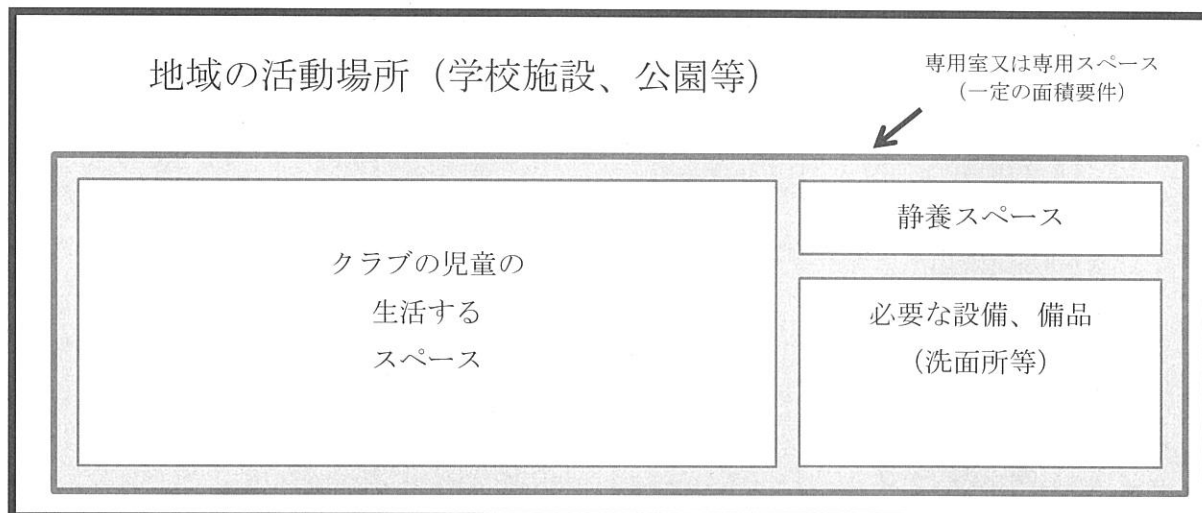 地域の活動場所（学校施設、公園等）
専用室又は専用スペース
（一定の面積要件）
クラブの児童の
生活する
スペース
静養スペース
必要な設備、備品
（洗面所等）